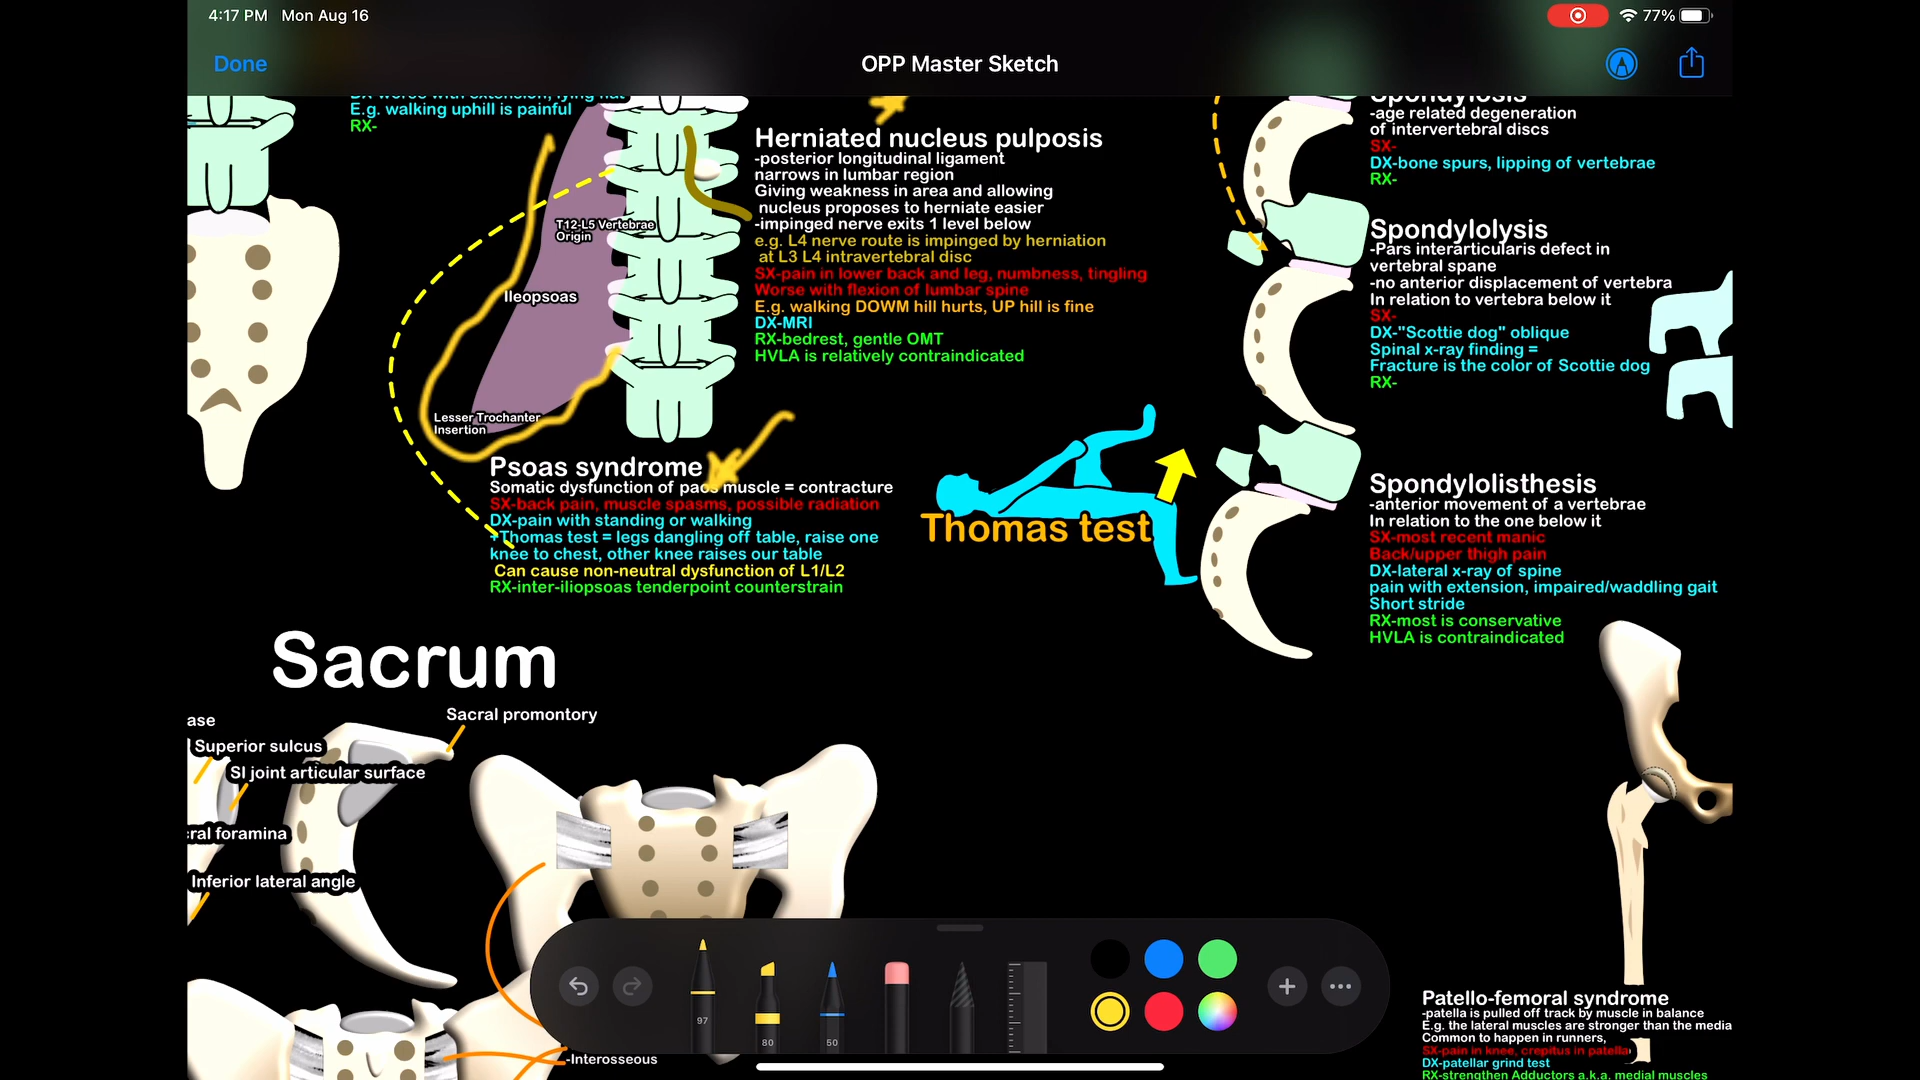 4:17 PM Mon Aug 16
77%
Done
OPP Master Sketch
DX-worse with extension, lying flat
E.g. walking uphill is painful
RX-
T12-L5 Vertebrae
Origin
Ileopsoas
Lesser Trochanter
Insertion
Herniated nucleus pulposis
-posterior longitudinal ligament
narrows in lumbar region
Giving weakness in area and allowing
nucleus proposes to herniate easier
-impinged nerve exits 1 level below
e.g. L4 nerve route is impinged by herniation
at L3 L4 intravertebral disc
SX-pain in lower back and leg, numbness, tingling
Worse with flexion of lumbar spine
E.g. walking DOWM hill hurts, UP hill is fine
DX-MRI
RX-bedrest, gentle OMT
HVLA is relatively contraindicated
Spondylosis
-age related degeneration
of intervertebral discs
SX-
DX-bone spurs, lipping of vertebrae
RX-
Spondylolysis
-Pars interarticularis defect in
vertebral spane
-no anterior displacement of vertebra
In relation to vertebra below it
SX-
DX-"Scottie dog" oblique
Spinal x-ray finding =
Fracture is the color of Scottie dog
RX-
Psoas syndrome
Somatic dysfunction of paos muscle = contracture
SX-back pain, muscle spasms, possible radiation
DX-pain with standing or walking
+Thomas test = legs dangling off table, raise one
knee to chest, other knee raises our table
Can cause non-neutral dysfunction of L1/L2
RX-inter-iliopsoas tenderpoint counterstrain
Thomas test
Spondylolisthesis
-anterior movement of a vertebrae
In relation to the one below it
SX-most recent manic
Back/upper thigh pain
DX-lateral x-ray of spine
pain with extension, impaired/waddling gait
Short stride
RX-most is conservative
HVLA is contraindicated
Sacrum
Sacral promontory
ase
Superior sulcus
SI joint articular surface
cral foramina
Inferior lateral angle
-Interosseous
97
80
50
Patello-femoral syndrome
-patella is pulled off track by muscle in balance
E.g. the lateral muscles are stronger than the media
Common to happen in runners,
SX-pain in knee, crepitus in patella
DX-patellar grind test
RX-strengthen Adductors a.k.a. medial muscles